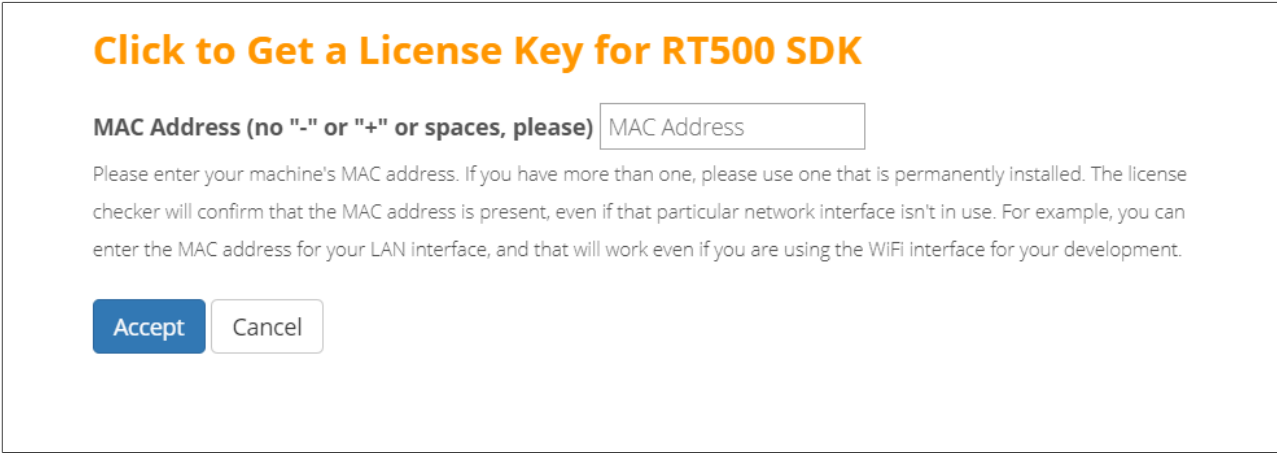 Click to Get a License Key for RT500 SDK
MAC Address (no "-" or "+" or spaces, please) MAC Address
Please enter your machine's MAC address. If you have more than one, please use one that is permanently installed. The license
checker will confirm that the MAC address is present, even if that particular network interface isn't in use. For example, you can
enter the MAC address for your LAN interface, and that will work even if you are using the WiFi interface for your development.
Accept Cancel